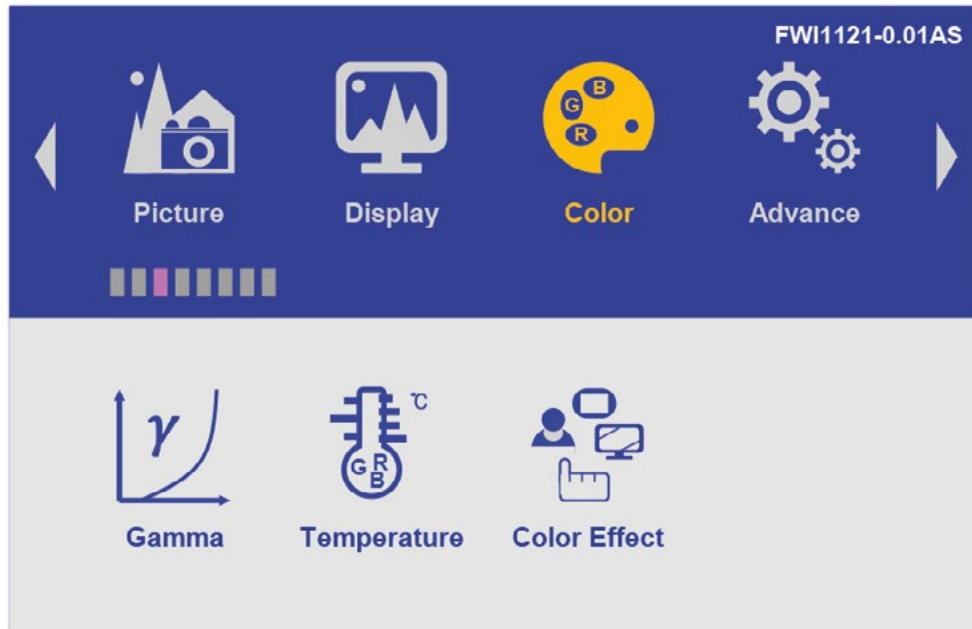 FWI1121-0.01AS
B
G
R
Picture Display Color Advance
γ
°C
G R
B
Gamma Temperature Color Effect